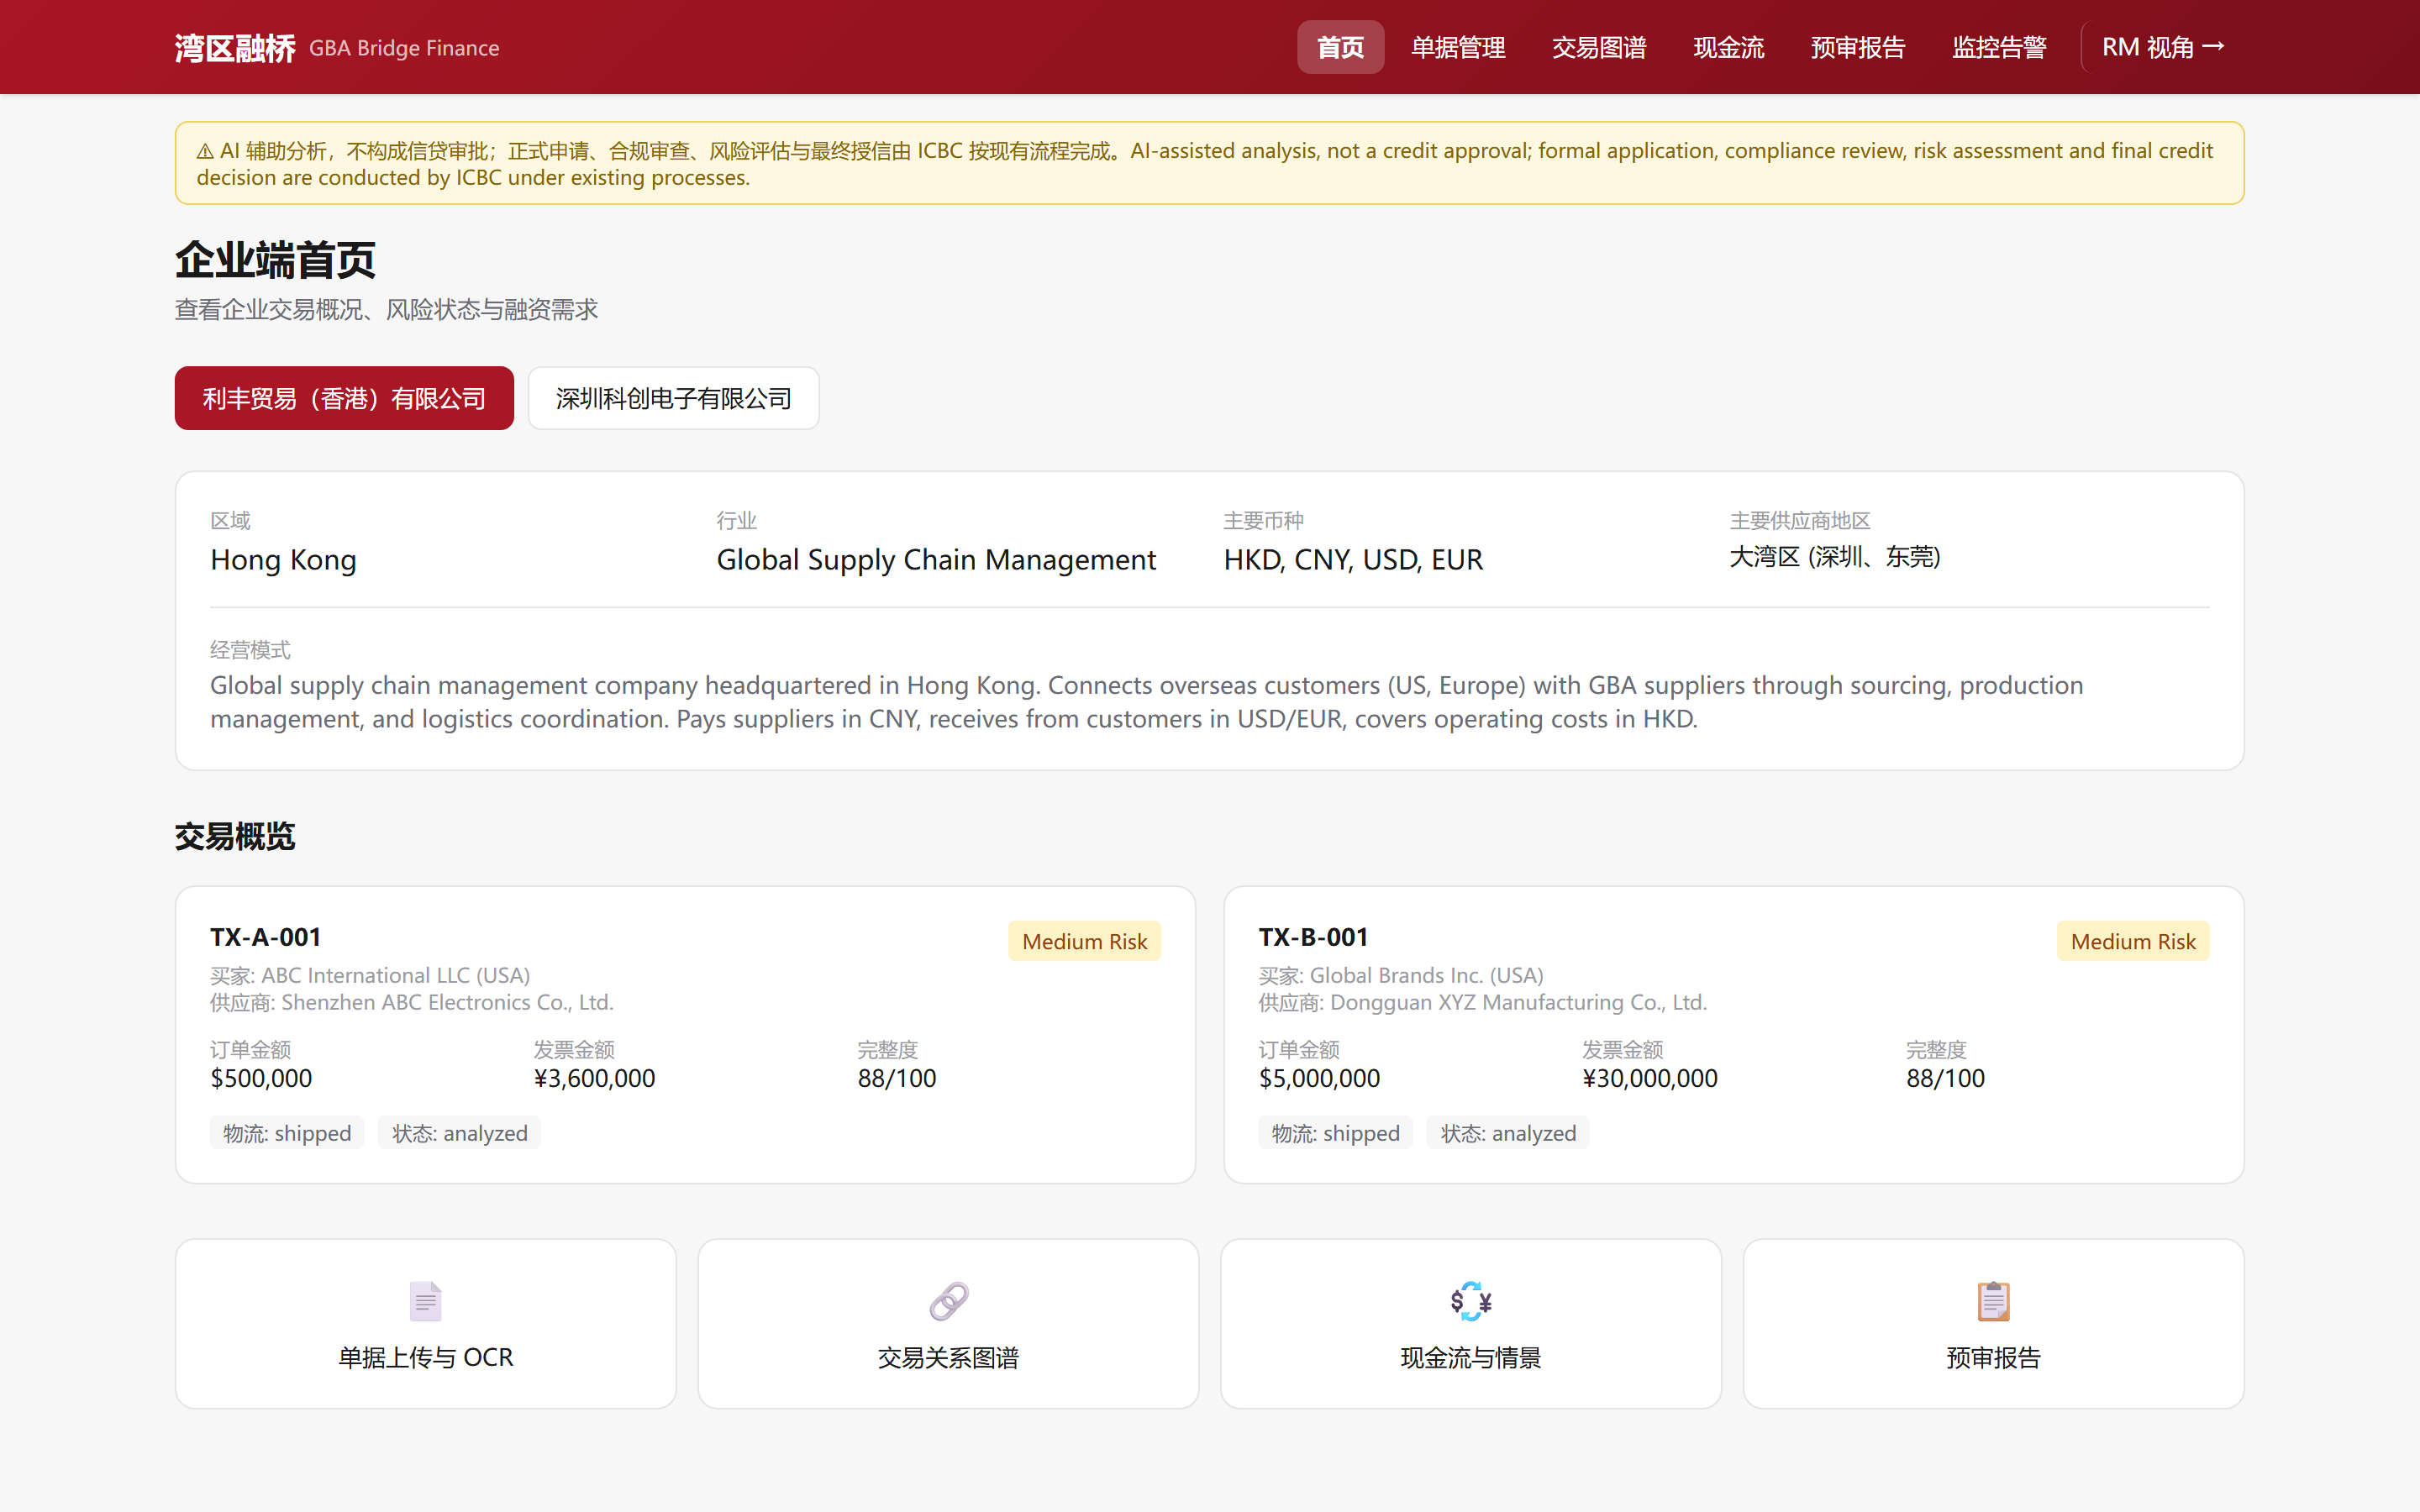 湾区融桥 GBA Bridge Finance
首页 单据管理 交易图谱 现金流 预审报告 监控告警 RM 视角 →
⚠ AI 辅助分析，不构成信贷审批；正式申请、合规审查、风险评估与最终授信由 ICBC 按现有流程完成。AI-assisted analysis, not a credit approval; formal application, compliance review, risk assessment and final credit
decision are conducted by ICBC under existing processes.
企业端首页
查看企业交易概况、风险状态与融资需求
利丰贸易（香港）有限公司 深圳科创电子有限公司
区域 行业 主要币种 主要供应商地区
Hong Kong Global Supply Chain Management HKD, CNY, USD, EUR 大湾区 (深圳、东莞)
经营模式
Global supply chain management company headquartered in Hong Kong. Connects overseas customers (US, Europe) with GBA suppliers through sourcing, production
management, and logistics coordination. Pays suppliers in CNY, receives from customers in USD/EUR, covers operating costs in HKD.
交易概览
TX-A-001 Medium Risk
买家: ABC International LLC (USA)
供应商: Shenzhen ABC Electronics Co., Ltd.
订单金额 发票金额 完整度
$500,000 ¥3,600,000 88/100
物流: shipped 状态: analyzed
TX-B-001 Medium Risk
买家: Global Brands Inc. (USA)
供应商: Dongguan XYZ Manufacturing Co., Ltd.
订单金额 发票金额 完整度
$5,000,000 ¥30,000,000 88/100
物流: shipped 状态: analyzed
单据上传与 OCR
交易关系图谱
现金流与情景
预审报告